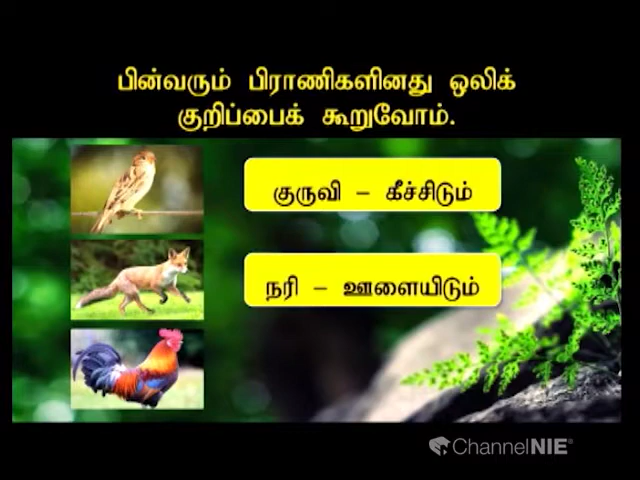 பின்வரும் பிராணிகளினது ஒலிக்
குறிப்பைக் கூறுவோம்.
குருவி – கீச்சிடும்
நரி – ஊளையிடும்
ChannelNIE